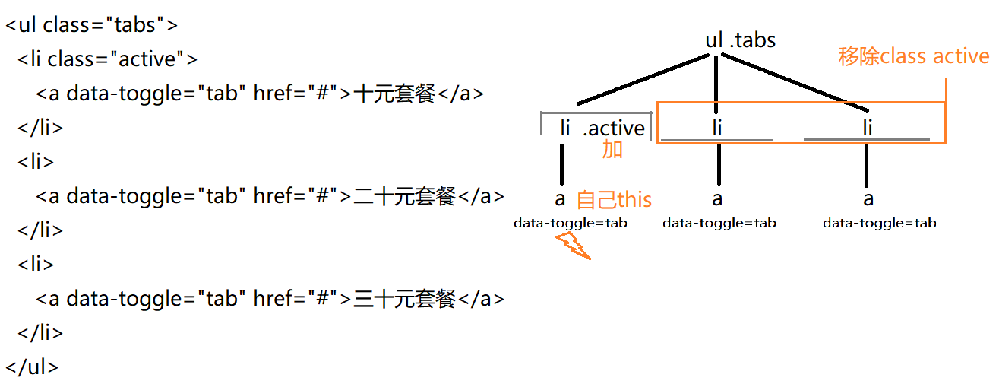 <ul class="tabs">
<li class="active">
<a data-toggle="tab" href="#">十元套餐</a>
</li>
<li>
<a data-toggle="tab" href="#">二十元套餐</a>
</li>
<li>
<a data-toggle="tab" href="#">三十元套餐</a>
</li>
</ul>
ul .tabs
移除class active
li .active
li
li
加
a 自己this
a
a
data-toggle=tab
data-toggle=tab
data-toggle=tab